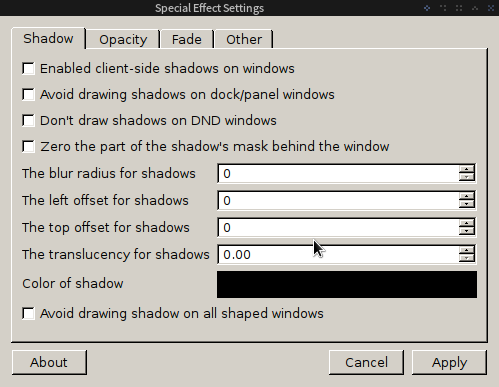 Special Effect Settings
Shadow Opacity Fade Other
Enabled client-side shadows on windows
Avoid drawing shadows on dock/panel windows
Don't draw shadows on DND windows
Zero the part of the shadow's mask behind the window
The blur radius for shadows 0
The left offset for shadows 0
The top offset for shadows 0
The translucency for shadows 0.00
Color of shadow
Avoid drawing shadow on all shaped windows
About Cancel Apply